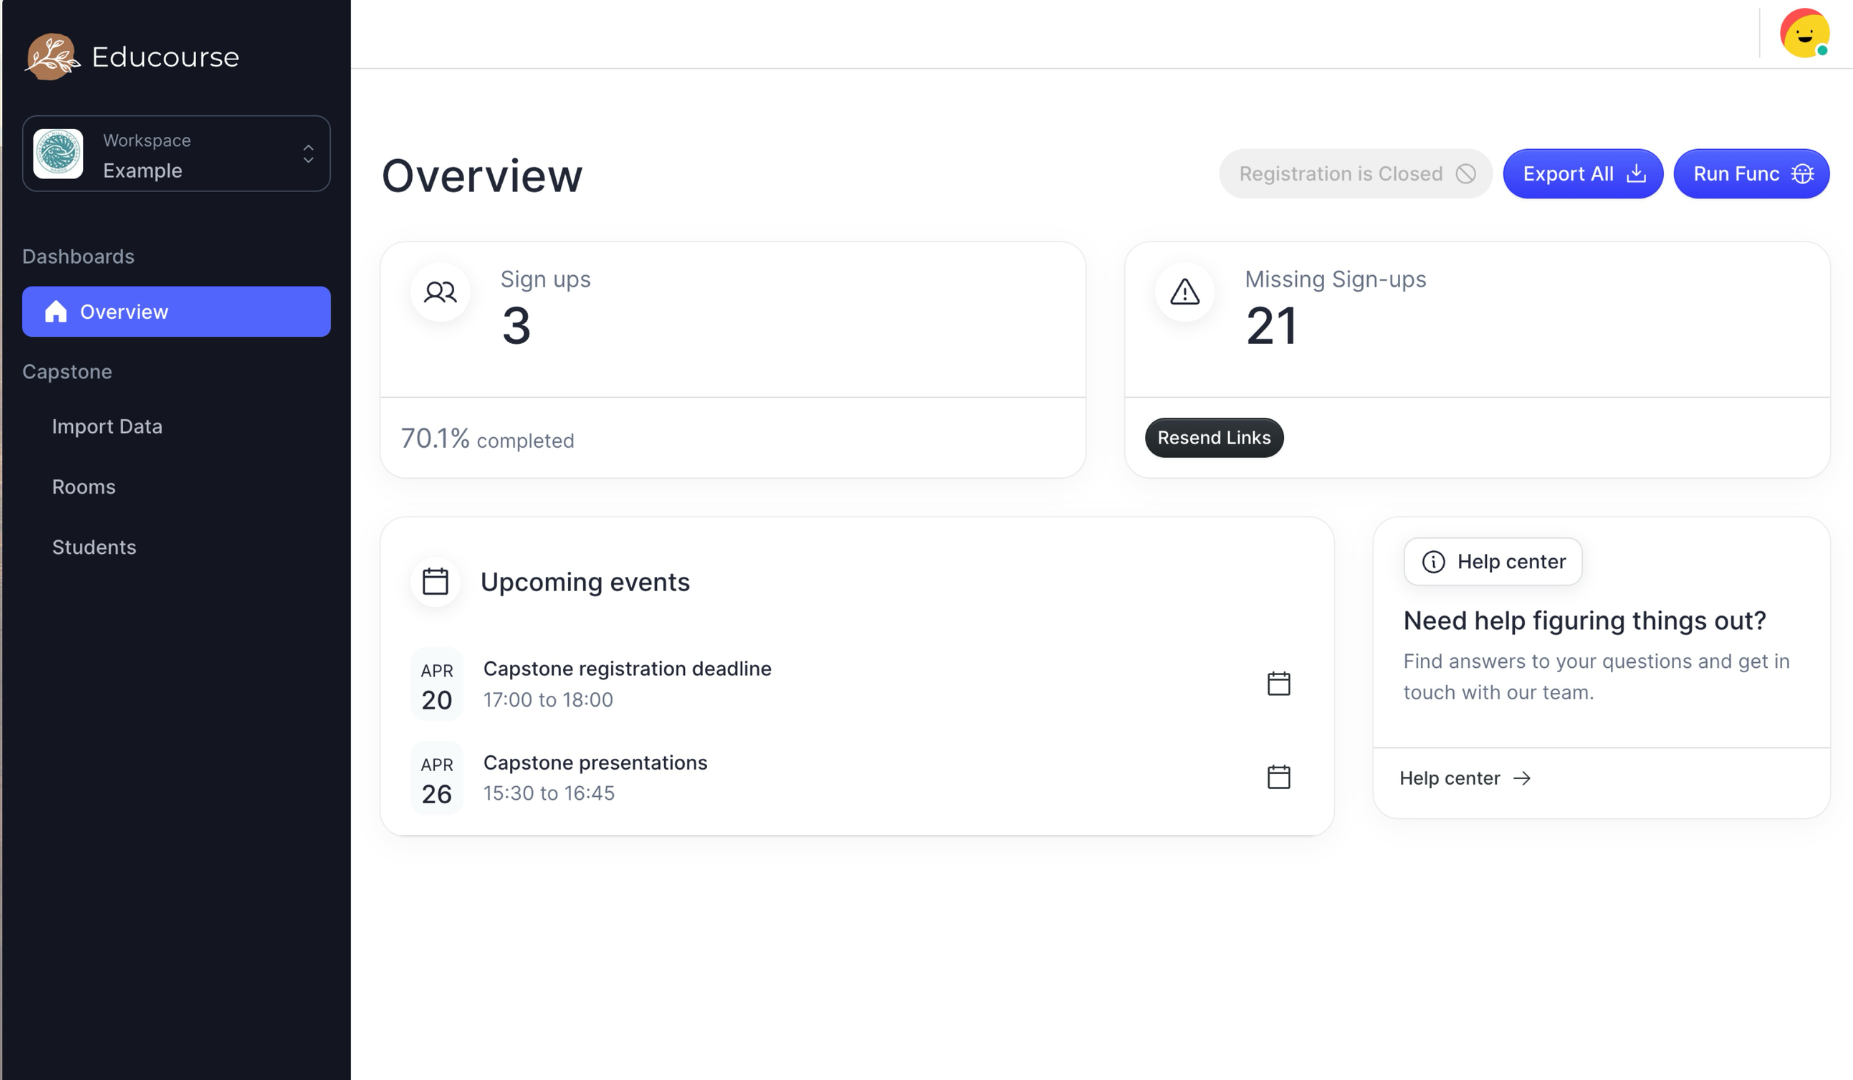 Educourse
Workspace
Example
Dashboards
Overview
Capstone
Import Data
Rooms
Students
Overview
Registration is Closed
Export All
Run Func
Sign ups
3
70.1% completed
Missing Sign-ups
21
Resend Links
Upcoming events
APR
20
Capstone registration deadline
17:00 to 18:00
APR
26
Capstone presentations
15:30 to 16:45
Help center
Need help figuring things out?
Find answers to your questions and get in
touch with our team.
Help center